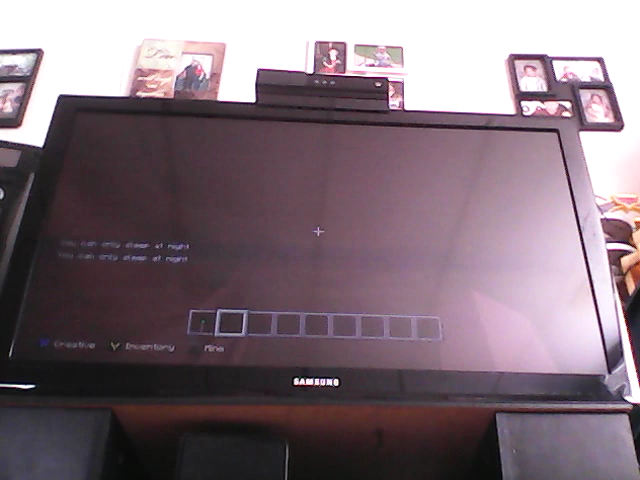 You can only sleep at night
You can only sleep at night
X Creative Y Inventory Mine
SAMSUNG